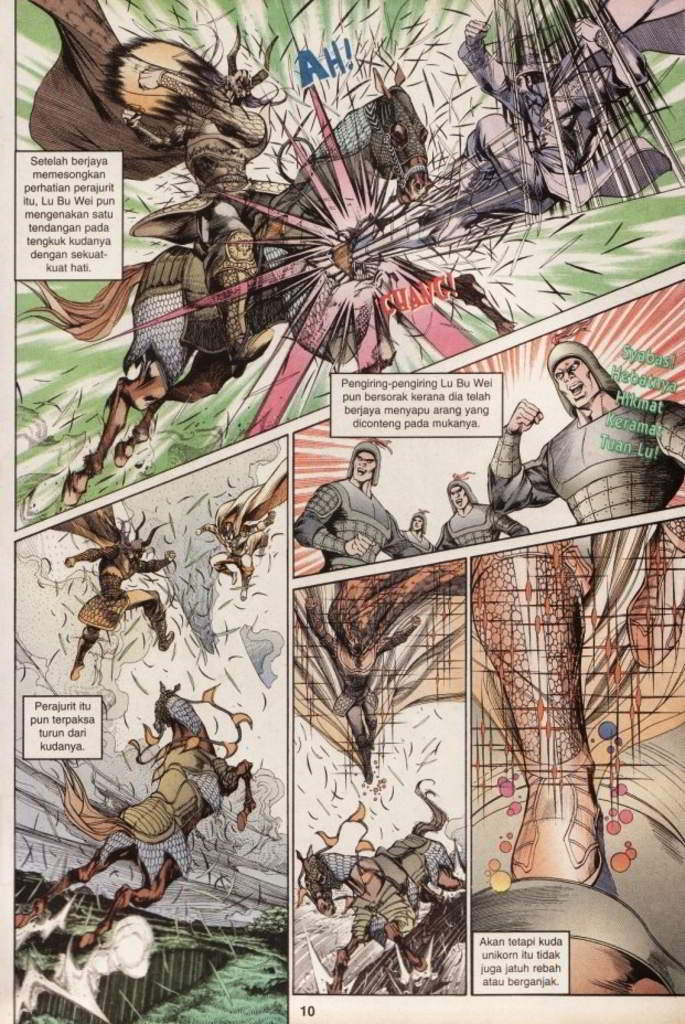 AH!
Setelah berjaya
memesongkan
perhatian perajurit
itu, Lu Bu Wei pun
mengenakan satu
tendangan pada
tengkuk kudanya
dengan sekuat-
kuat hati.
CHANG!
Pengiring-pengiring Lu Bu Wei
pun bersorak kerana dia telah
berjaya menyapu arang yang
diconteng pada mukanya.
Syabas!
Hebatnya
Hikmat
Keramat
Tuan Lu!
Perajurit itu
pun terpaksa
turun dari
kudanya.
Akan tetapi kuda
unikorn itu tidak
juga jatuh rebah
atau berganjak.
10